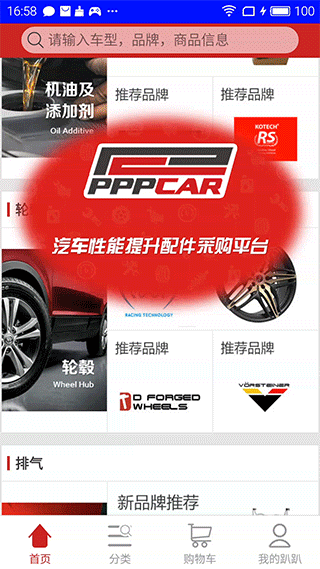 16:58
100
请输入车型，品牌，商品信息
机油及
添加剂
Oil Additive
推荐品牌
推荐品牌
KOTECH
RS
PPPCAR
汽车性能提升配件采购平台
轮
RACING TECHNOLOGY
轮毂
Wheel Hub
推荐品牌
推荐品牌
D FORGED
WHEELS
VORSTEINER
排气
新品牌推荐
首页
分类
购物车
我的趴趴